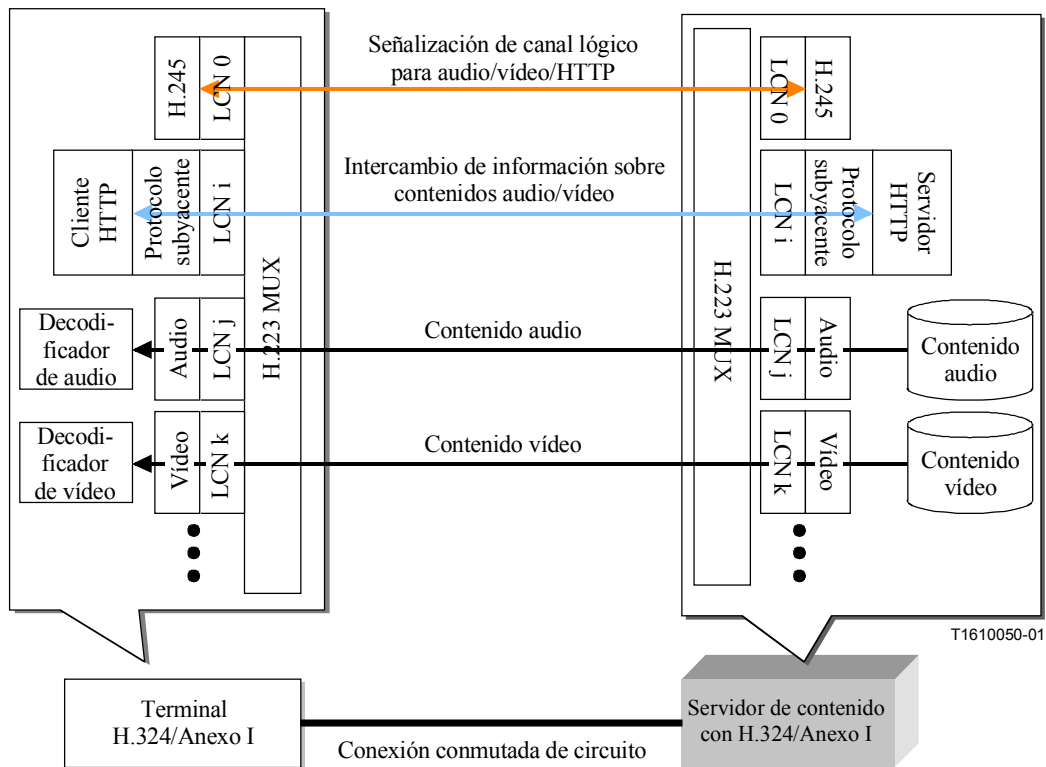 Señalización de canal lógico
para audio/vídeo/HTTP
H.245
LCN 0
LCN 0
H.245
Intercambio de información sobre
contenidos audio/vídeo
Cliente
HTTP
Protocolo
subyacente
LCN i
H.223 MUX
H.223 MUX
LCN i
Protocolo
subyacente
Servidor
HTTP
Decodi-
ficador
de audio
Audio
LCN j
Contenido audio
LCN j
Audio
Contenido
audio
Decodi-
ficador
de vídeo
Vídeo
LCN k
Contenido vídeo
LCN k
Vídeo
Contenido
vídeo
T1610050-01
Terminal
H.324/Anexo I
Conexión conmutada de circuito
Servidor de contenido
con H.324/Anexo I